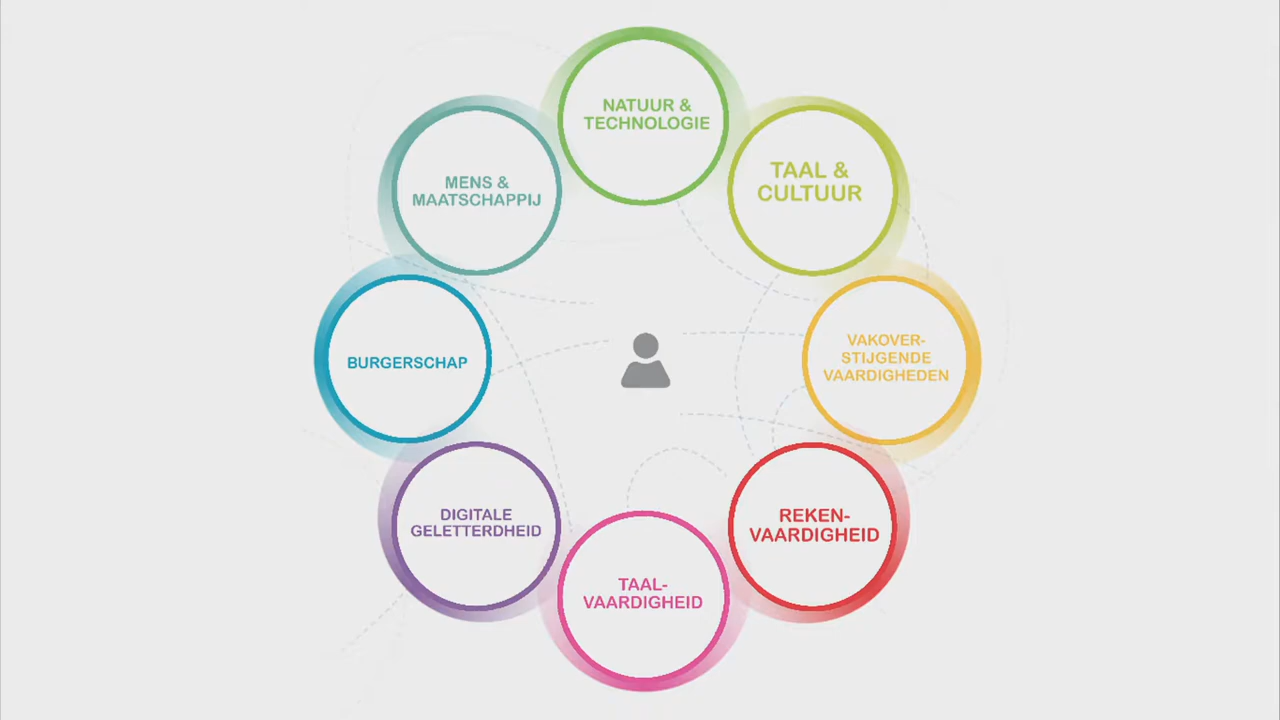 NATUUR &
TECHNOLOGIE
TAAL &
CULTUUR
VAKOVER-
STIJGENDE
VAARDIGHEDEN
REKEN-
VAARDIGHEID
TAAL-
VAARDIGHEID
DIGITALE
GELETTERDHEID
BURGERSCHAP
MENS &
MAATSCHAPPIJ